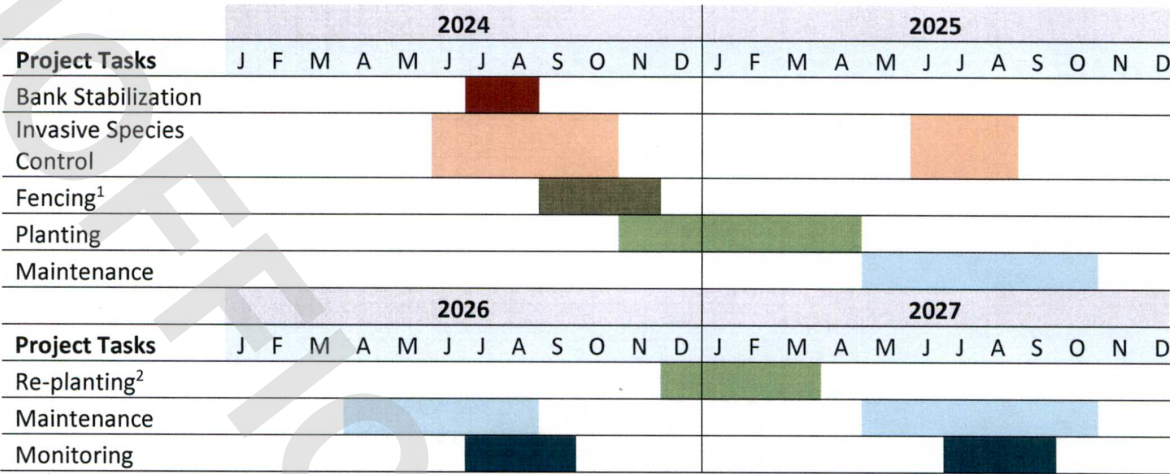 2024 2025
Project Tasks J F M A M J J A S O N D J F M A M J J A S O N D
Bank Stabilization
Invasive Species
Control
Fencing¹
Planting
Maintenance
2026 2027
Project Tasks J F M A M J J A S O N D J F M A M J J A S O N D
Re-planting²
Maintenance
Monitoring
OFFIC